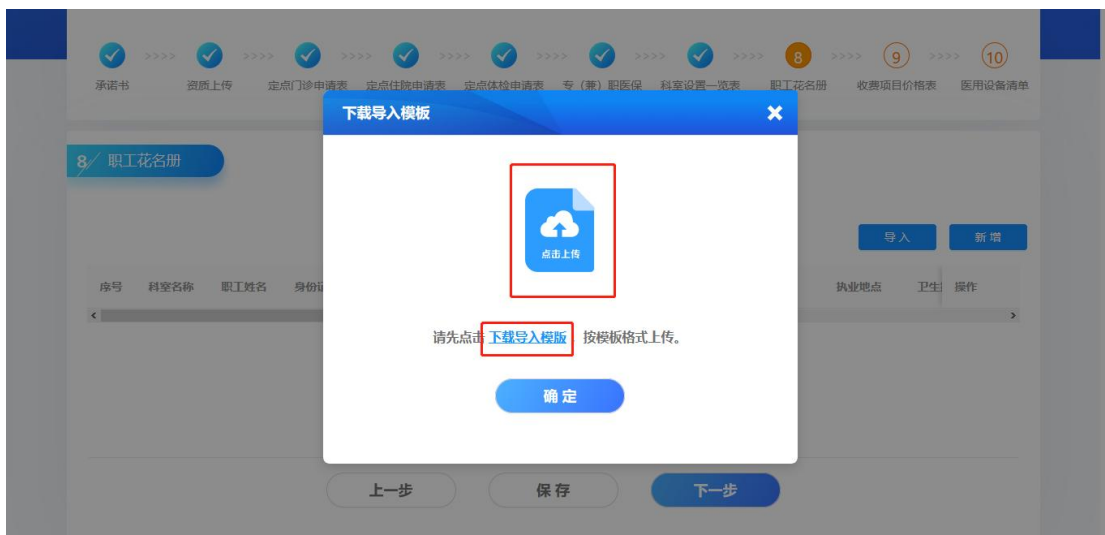 >>>> >>>> >>>> >>>> >>>> >>>> >>>> 8 >>>> 9 >>>> 10
承诺书 资质上传 定点门诊申请表 定点住院申请表 定点体检申请表 专（兼）职医保 科室设置一览表 职工花名册 收费项目价格表 医用设备清单
下载导入模板
8 职工花名册
点击上传
导入 新增
序号 科室名称 职工姓名 身份证 执业地点 卫生 操作
请先点击 下载导入模版 按模板格式上传。
确定
上一步 保存 下一步